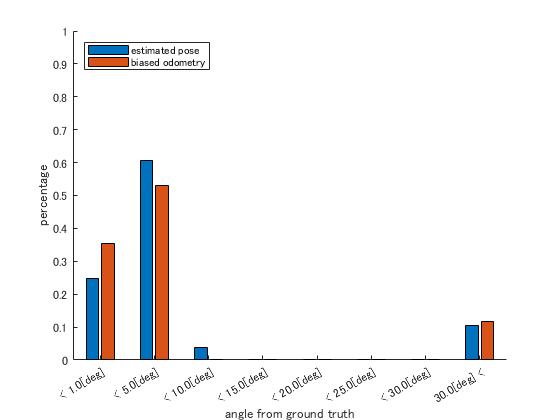 1
0.9
0.8
0.7
0.6
0.5
0.4
0.3
0.2
0.1
0
percentage
estimated pose
biased odometry
< 1.0[deg]
< 5.0[deg]
< 10.0[deg]
< 15.0[deg]
< 20.0[deg]
< 25.0[deg]
< 30.0[deg]
30.0[deg] <
angle from ground truth